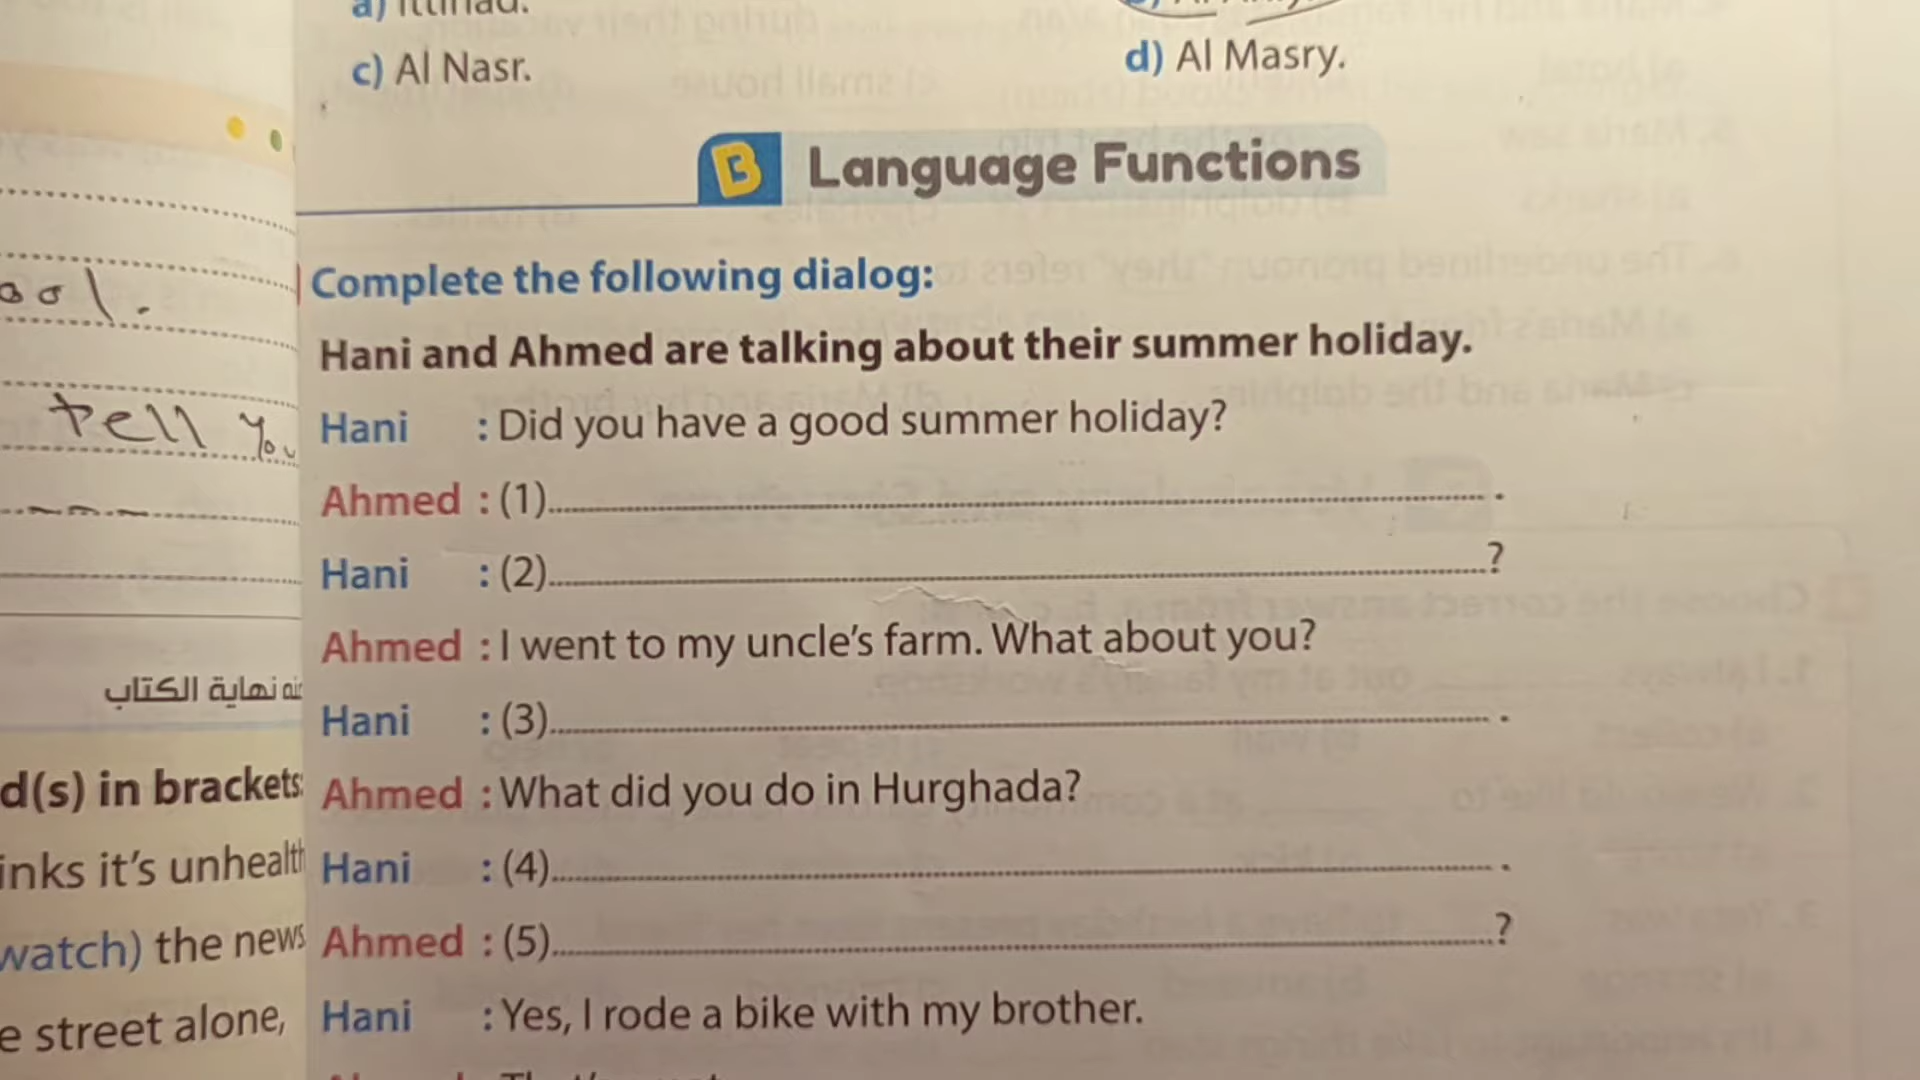 c) Al Nasr.
d) Al Masry.
B Language Functions
Complete the following dialog:
Hani and Ahmed are talking about their summer holiday.
Hani : Did you have a good summer holiday?
Ahmed : (1).............................................................................................. .
Hani : (2)..............................................................................................?
Ahmed : I went to my uncle's farm. What about you?
Hani : (3).............................................................................................. .
Ahmed : What did you do in Hurghada?
Hani : (4).............................................................................................. .
Ahmed : (5)..............................................................................................?
Hani : Yes, I rode a bike with my brother.
tell you
نهاية الكتاب
d(s) in brackets
inks it's unhealth
watch) the news
e street alone,